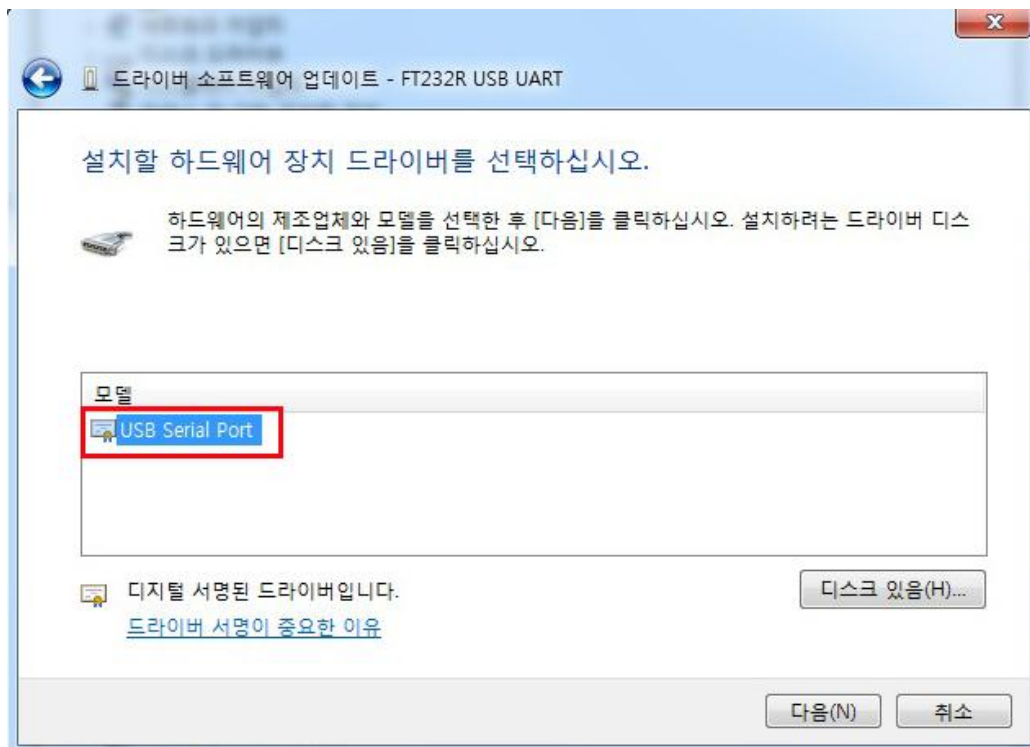 드라이버 소프트웨어 업데이트 - FT232R USB UART
설치할 하드웨어 장치 드라이버를 선택하십시오.
하드웨어의 제조업체와 모델을 선택한 후 [다음]을 클릭하십시오. 설치하려는 드라이버 디스
크가 있으면 [디스크 있음]을 클릭하십시오.
모델
USB Serial Port
디지털 서명된 드라이버입니다.
디스크 있음(H)...
드라이버 서명이 중요한 이유
다음(N)
취소